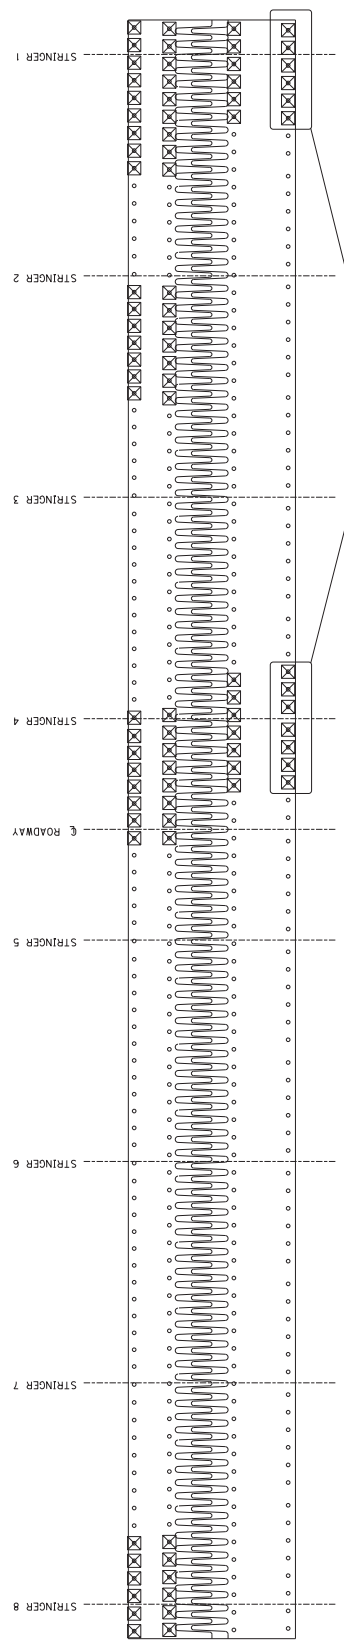 STRINGER 1
STRINGER 2
STRINGER 3
STRINGER 4
℄ ROADWAY
STRINGER 5
STRINGER 6
STRINGER 7
STRINGER 8